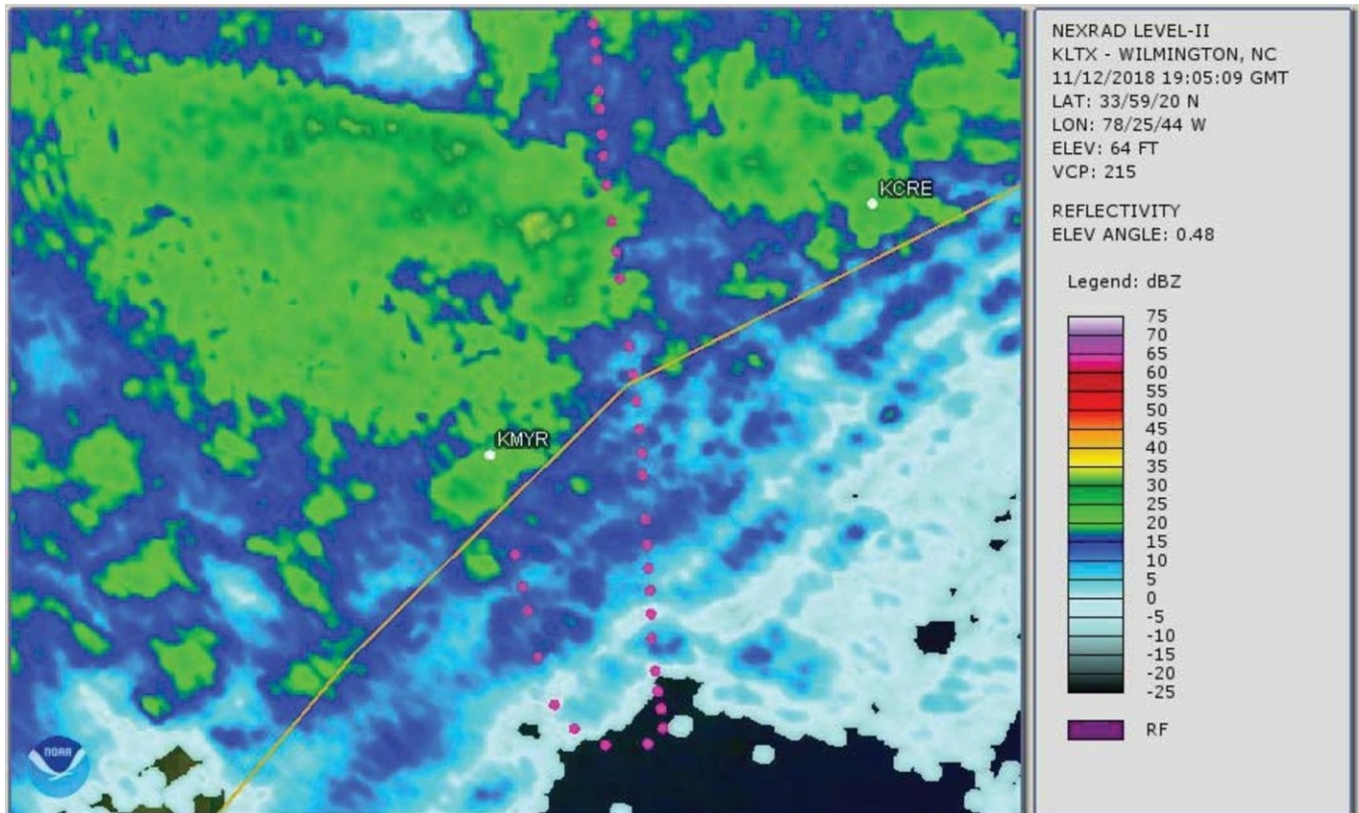 NEXRAD LEVEL-II
KLTX - WILMINGTON, NC
11/12/2018 19:05:09 GMT
LAT: 33/59/20 N
LON: 78/25/44 W
ELEV: 64 FT
VCP: 215
REFLECTIVITY
ELEV ANGLE: 0.48
Legend: dBZ
75
70
65
60
55
50
45
40
35
30
25
20
15
10
5
0
-5
-10
-15
-20
-25
RF
KCRE
KMYR
NOAA